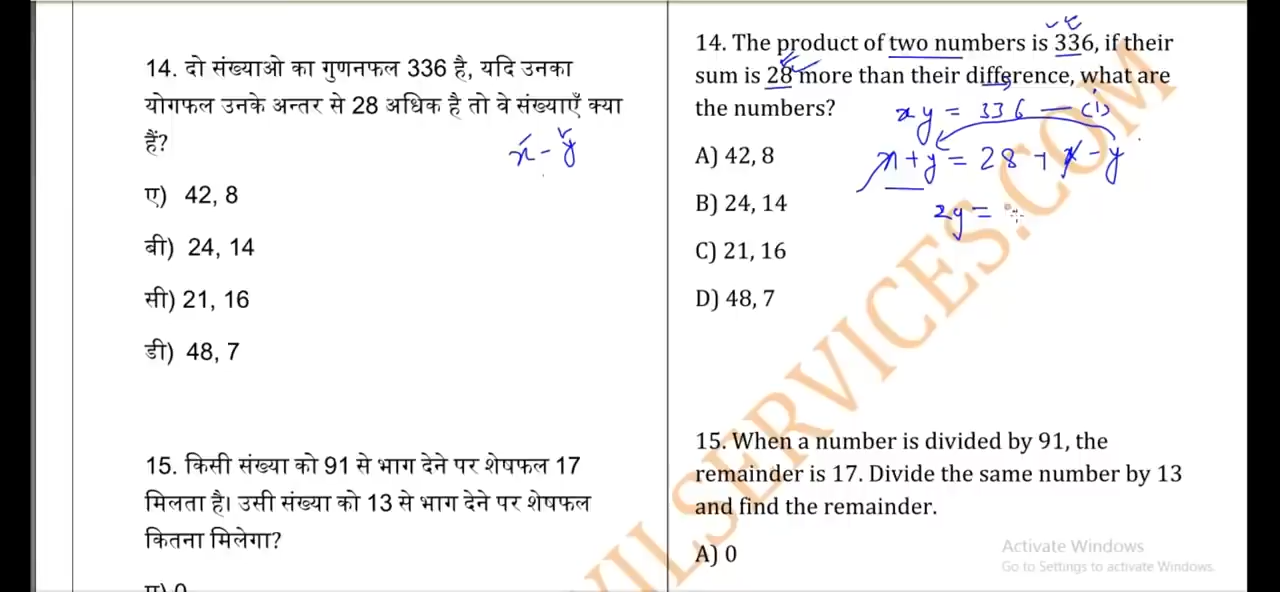 14. दो संख्याओ का गुणनफल 336 है, यदि उनका
योगफल उनके अन्तर से 28 अधिक है तो वे संख्याएँ क्या
हैं?
x - y
ए) 42, 8
बी) 24, 14
सी) 21, 16
डी) 48, 7
15. किसी संख्या को 91 से भाग देने पर शेषफल 17
मिलता है। उसी संख्या को 13 से भाग देने पर शेषफल
कितना मिलेगा?
ए) 0
14. The product of two numbers is 336, if their
sum is 28 more than their difference, what are
the numbers?
xy = 336 — (i)
A) 42, 8
x + y = 28 + x - y
B) 24, 14
2y =
C) 21, 16
D) 48, 7
15. When a number is divided by 91, the
remainder is 17. Divide the same number by 13
and find the remainder.
A) 0
VILSERVICES.COM
Activate Windows
Go to Settings to activate Windows.